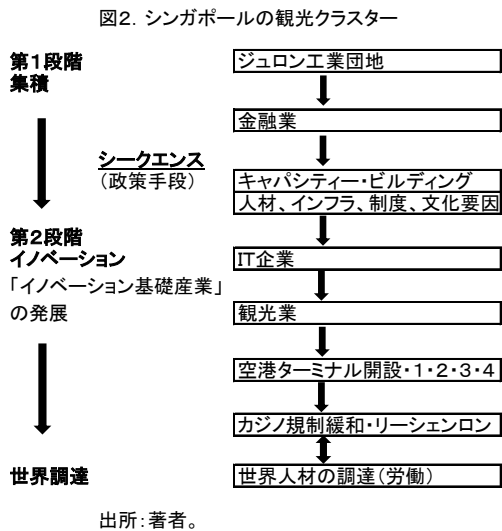 図2. シンガポールの観光クラスター
第1段階
集積
ジュロン工業団地
金融業
シークエンス
(政策手段)
キャパシティー・ビルディング
人材、インフラ、制度、文化要因
第2段階
イノベーション
「イノベーション基礎産業」
の発展
IT企業
観光業
空港ターミナル開設・1・2・3・4
カジノ規制緩和・リーシェンロン
世界調達
世界人材の調達(労働)
出所:著者。